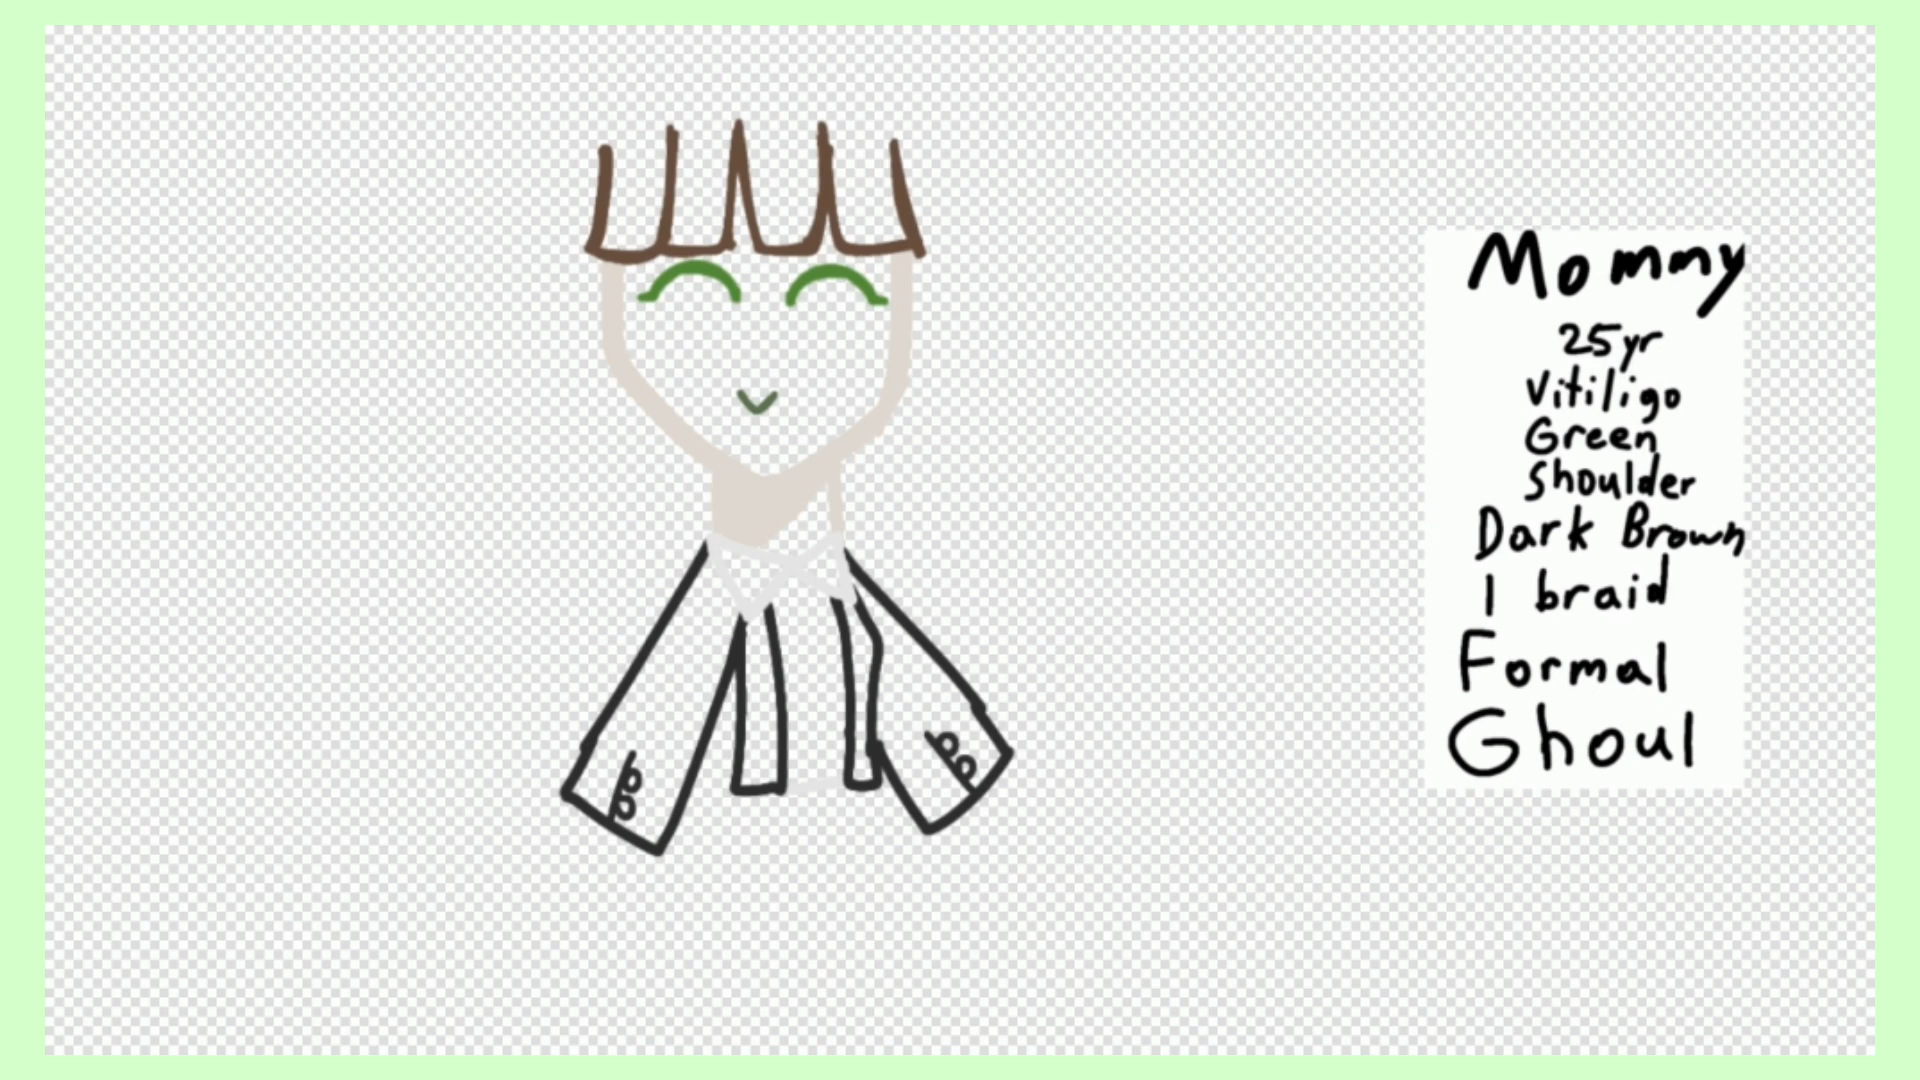 Mommy
25yr
Vitiligo
Green
Shoulder
Dark Brown
1 braid
Formal
Ghoul